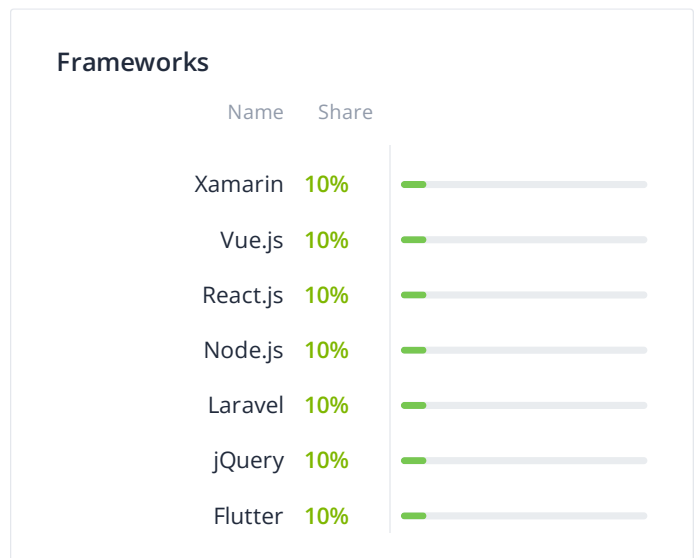 Frameworks
Name Share
Xamarin 10%
Vue.js 10%
React.js 10%
Node.js 10%
Laravel 10%
jQuery 10%
Flutter 10%